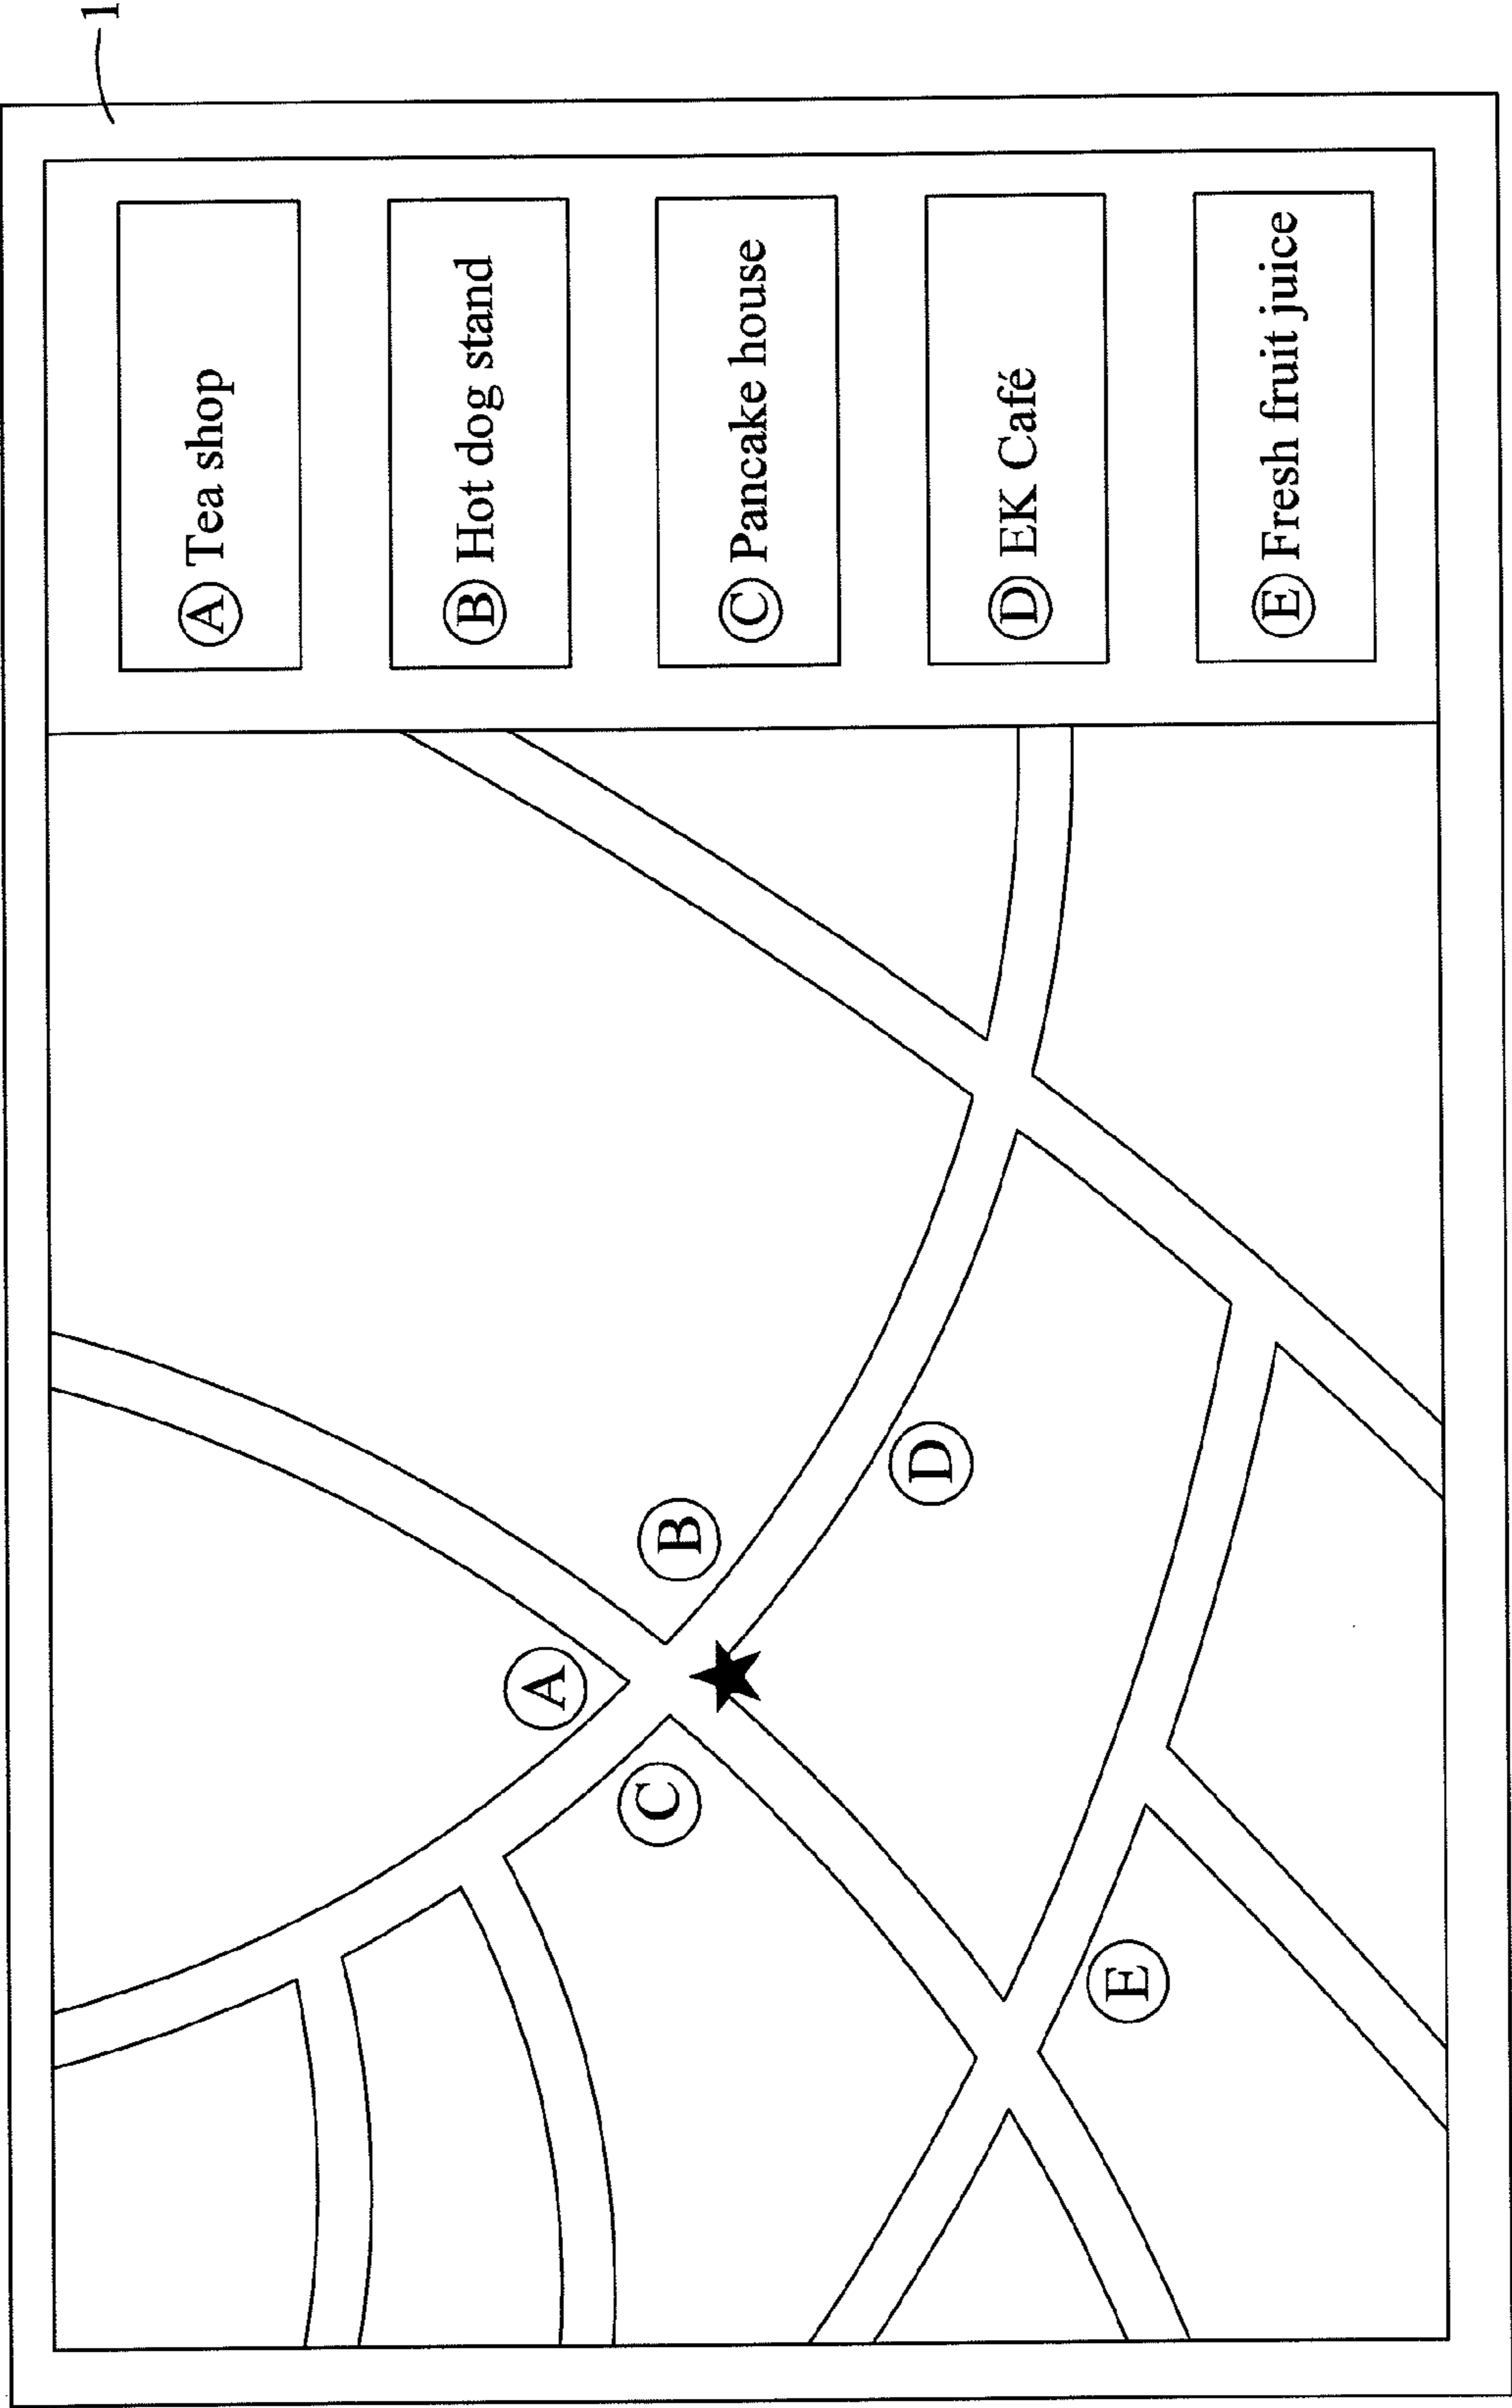 1
Ⓐ Tea shop
Ⓑ Hot dog stand
Ⓒ Pancake house
Ⓓ EK Café
Ⓔ Fresh fruit juice
Ⓐ
Ⓑ
Ⓒ
Ⓓ
Ⓔ